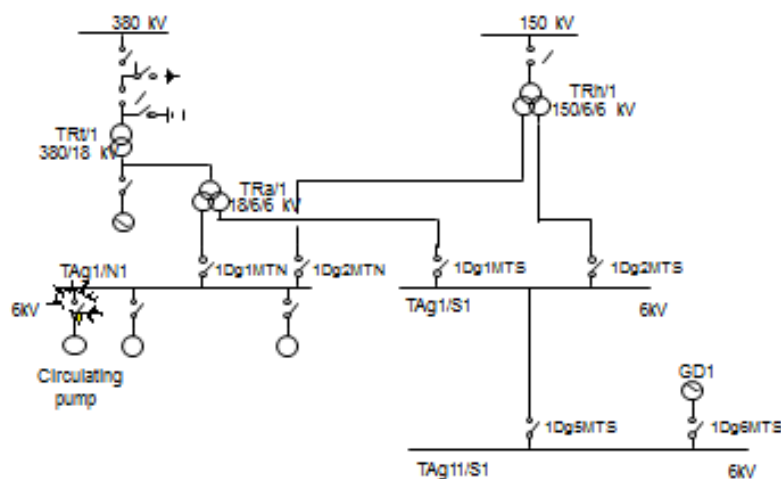 380 kV
150 kV
TRt/1
380/18 kV
TRh/1
150/6/6 kV
TRa/1
18/6/6 kV
1Dg1MTN
1Dg2MTN
1Dg1MTS
1Dg2MTS
TAg1/N1
6kV
TAg1/S1
6kV
Circulating
pump
GD1
1Dg5MTS
1Dg6MTS
TAg11/S1
6kV